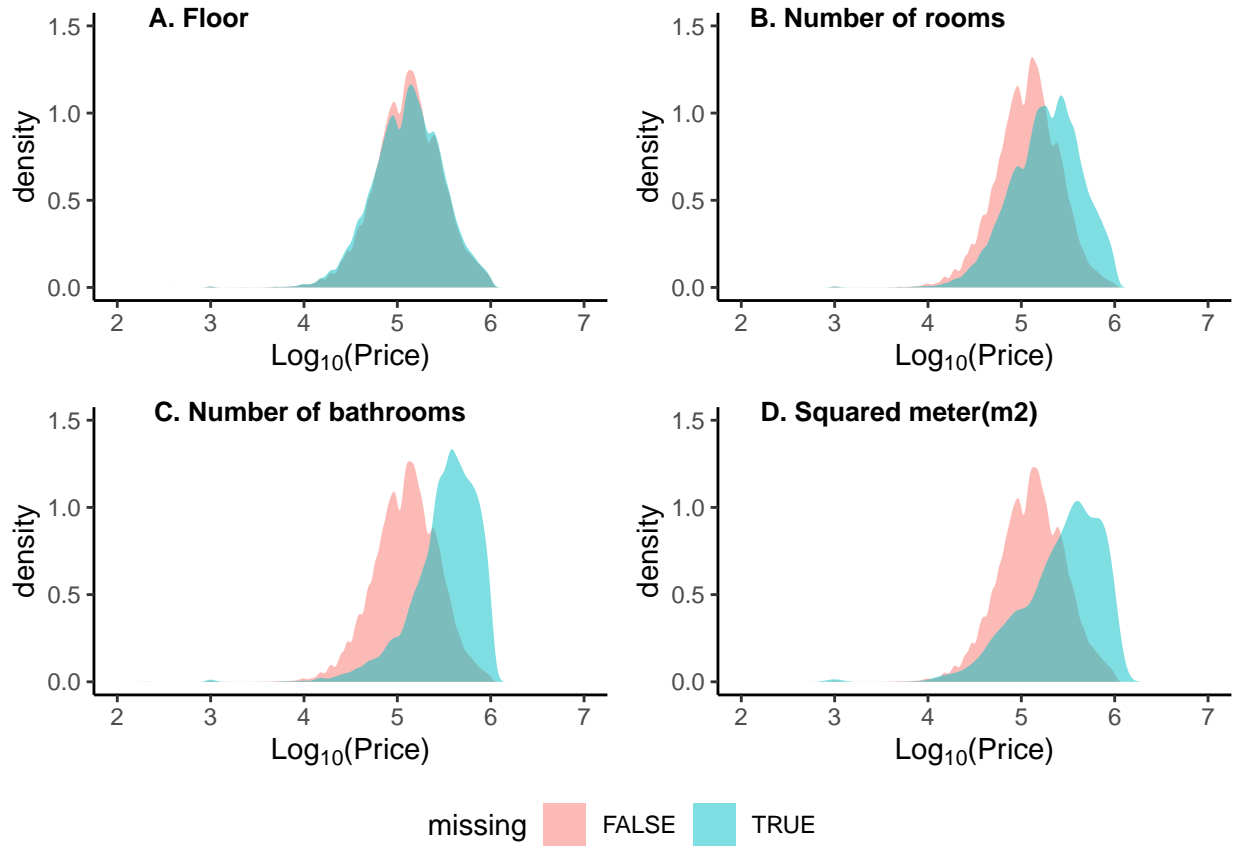 A. Floor
1.5
1.0
0.5
0.0
density
2 3 4 5 6 7
Log10(Price)
B. Number of rooms
1.5
1.0
0.5
0.0
density
2 3 4 5 6 7
Log10(Price)
C. Number of bathrooms
1.5
1.0
0.5
0.0
density
2 3 4 5 6 7
Log10(Price)
D. Squared meter(m2)
1.5
1.0
0.5
0.0
density
2 3 4 5 6 7
Log10(Price)
missing FALSE TRUE